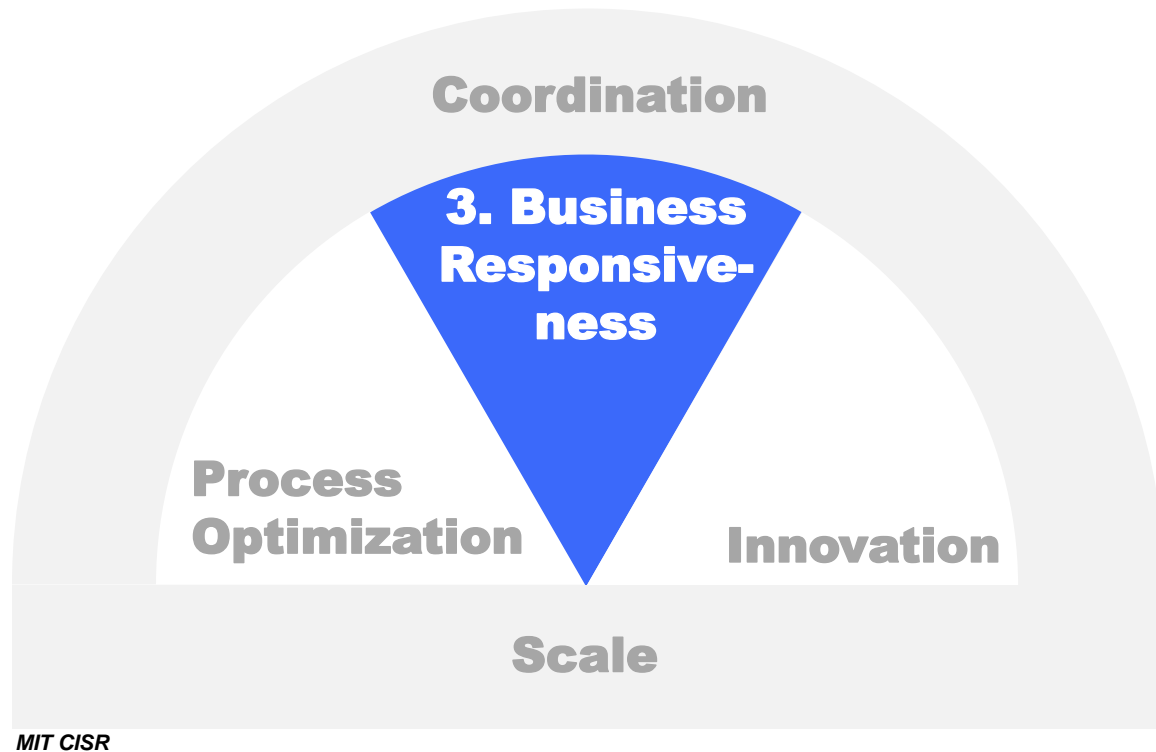 Coordination
3. Business
Responsive-
ness
Process
Optimization
Innovation
Scale
MIT CISR